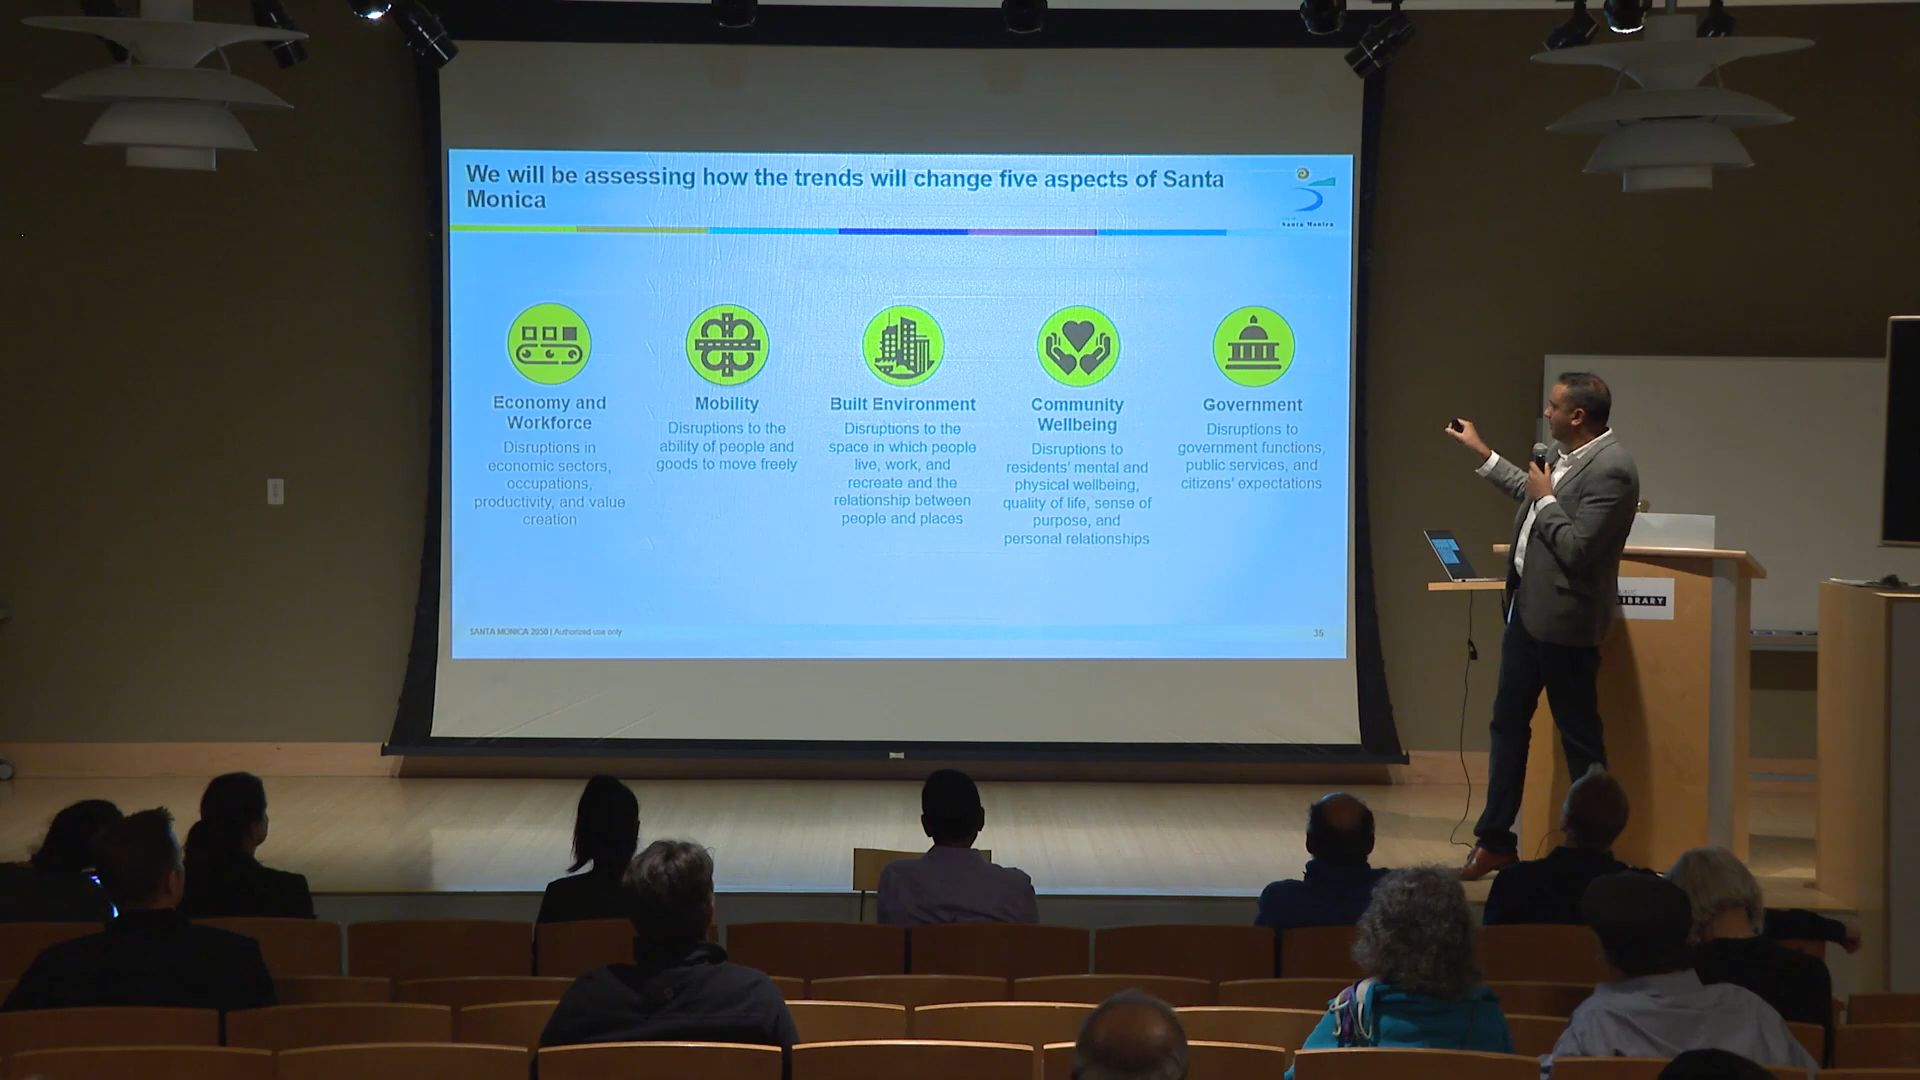 We will be assessing how the trends will change five aspects of Santa
Monica
Santa Monica
Economy and
Workforce
Disruptions in
economic sectors,
occupations,
productivity, and value
creation
Mobility
Disruptions to the
ability of people and
goods to move freely
Built Environment
Disruptions to the
space in which people
live, work, and
recreate and the
relationship between
people and places
Community
Wellbeing
Disruptions to
residents' mental and
physical wellbeing,
quality of life, sense of
purpose, and
personal relationships
Government
Disruptions to
government functions,
public services, and
citizens' expectations
SANTA MONICA 2050 | Authorized use only
35
LIBRARY